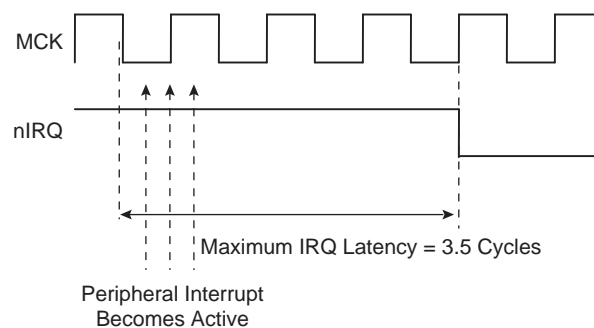 MCK
nIRQ
Maximum IRQ Latency = 3.5 Cycles
Peripheral Interrupt
Becomes Active